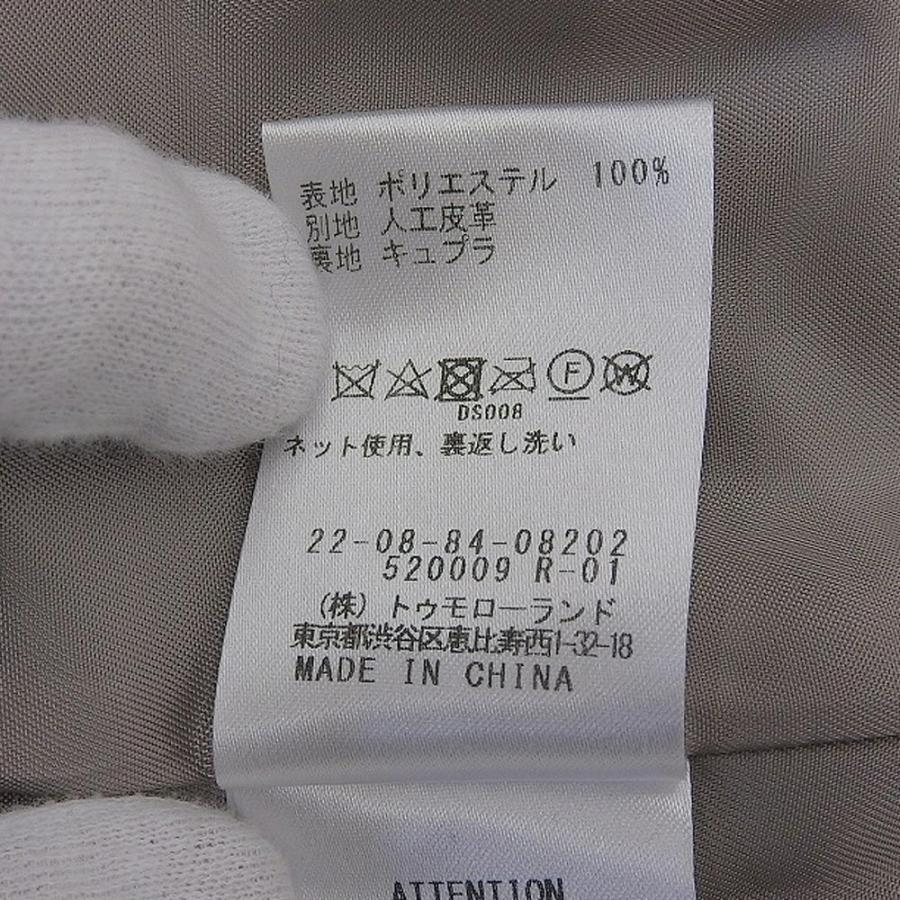 表地 ポリエステル 100%
別地 人工皮革
裏地 キュプラ
F W
DS008
ネット使用、裏返し洗い
22-08-84-08202
520009 R-01
(株) トゥモローランド
東京都渋谷区恵比寿西1-32-18
MADE IN CHINA
ATTENTION